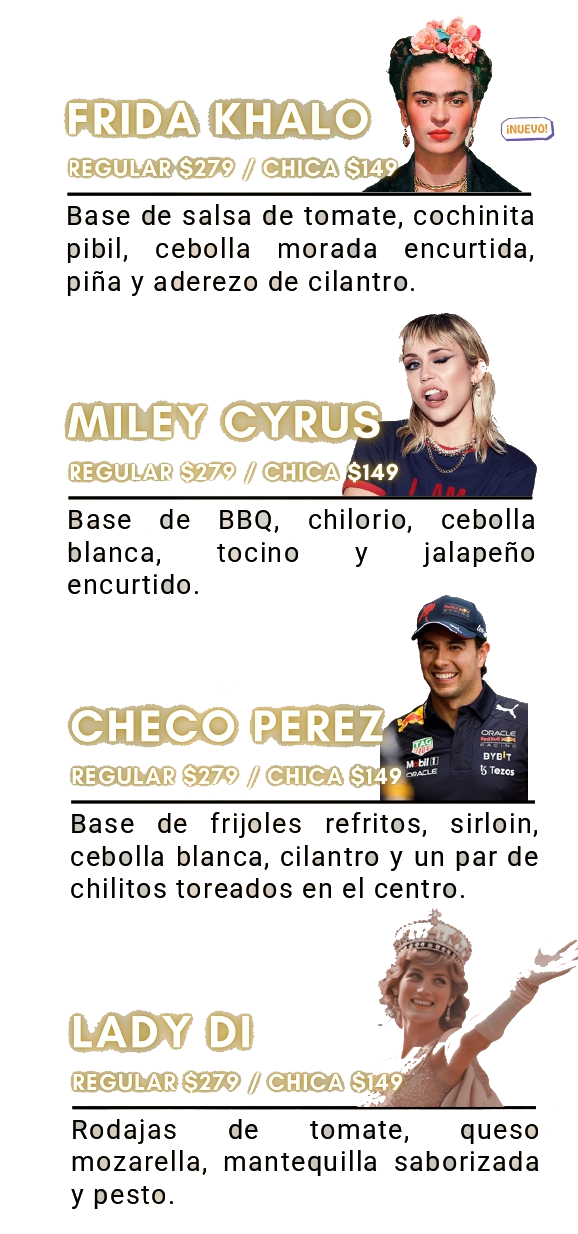 FRIDA KHALO
¡NUEVO!
REGULAR $279 / CHICA $149
Base de salsa de tomate, cochinita
pibil, cebolla morada encurtida,
piña y aderezo de cilantro.
MILEY CYRUS
REGULAR $279 / CHICA $149
I AM
Base de BBQ, chilorio, cebolla
blanca, tocino y jalapeño
encurtido.
CHECO PEREZ
ORACLE
Red Bull
RACING
TAG
Mobil 1
BYBIT
ORACLE
Tezos
REGULAR $279 / CHICA $149
Base de frijoles refritos, sirloin,
cebolla blanca, cilantro y un par de
chilitos toreados en el centro.
LADY DI
REGULAR $279 / CHICA $149
Rodajas de tomate, queso
mozarella, mantequilla saborizada
y pesto.